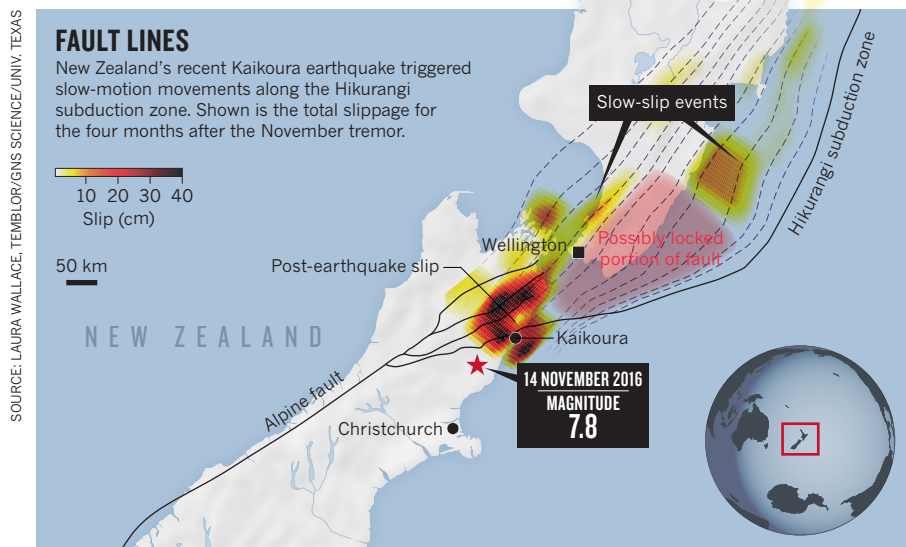 SOURCE: LAURA WALLACE, TEMBLOR/GNS SCIENCE/UNIV. TEXAS
FAULT LINES
New Zealand's recent Kaikoura earthquake triggered
slow-motion movements along the Hikurangi
subduction zone. Shown is the total slippage for
the four months after the November tremor.
10 20 30 40
Slip (cm)
50 km
NEW ZEALAND
Slow-slip events
Hikurangi subduction zone
Wellington
Possibly locked
portion of fault
Post-earthquake slip
Kaikoura
14 NOVEMBER 2016
MAGNITUDE
7.8
Alpine fault
Christchurch